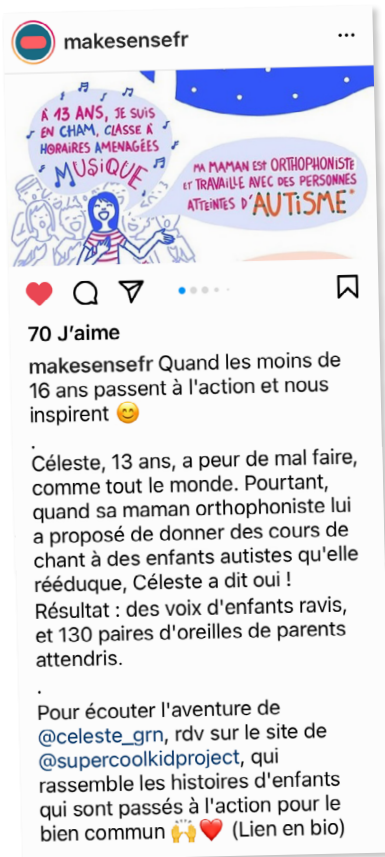 makesensefr
À 13 ANS, JE SUIS
EN CHAM, CLASSE À
HORAIRES AMENAGÉES
MUSIQUE
MA MAMAN EST ORTHOPHONISTE
ET TRAVAILLE AVEC DES PERSONNES
ATTEINTES D'AUTISME*
70 J'aime
makesensefr Quand les moins de
16 ans passent à l'action et nous
inspirent 😊
.
Céleste, 13 ans, a peur de mal faire,
comme tout le monde. Pourtant,
quand sa maman orthophoniste lui
a proposé de donner des cours de
chant à des enfants autistes qu'elle
rééduque, Céleste a dit oui !
Résultat : des voix d'enfants ravis,
et 130 paires d'oreilles de parents
attendris.
.
Pour écouter l'aventure de
@celeste_grn, rdv sur le site de
@supercoolkidproject, qui
rassemble les histoires d'enfants
qui sont passés à l'action pour le
bien commun 🙌❤️ (Lien en bio)